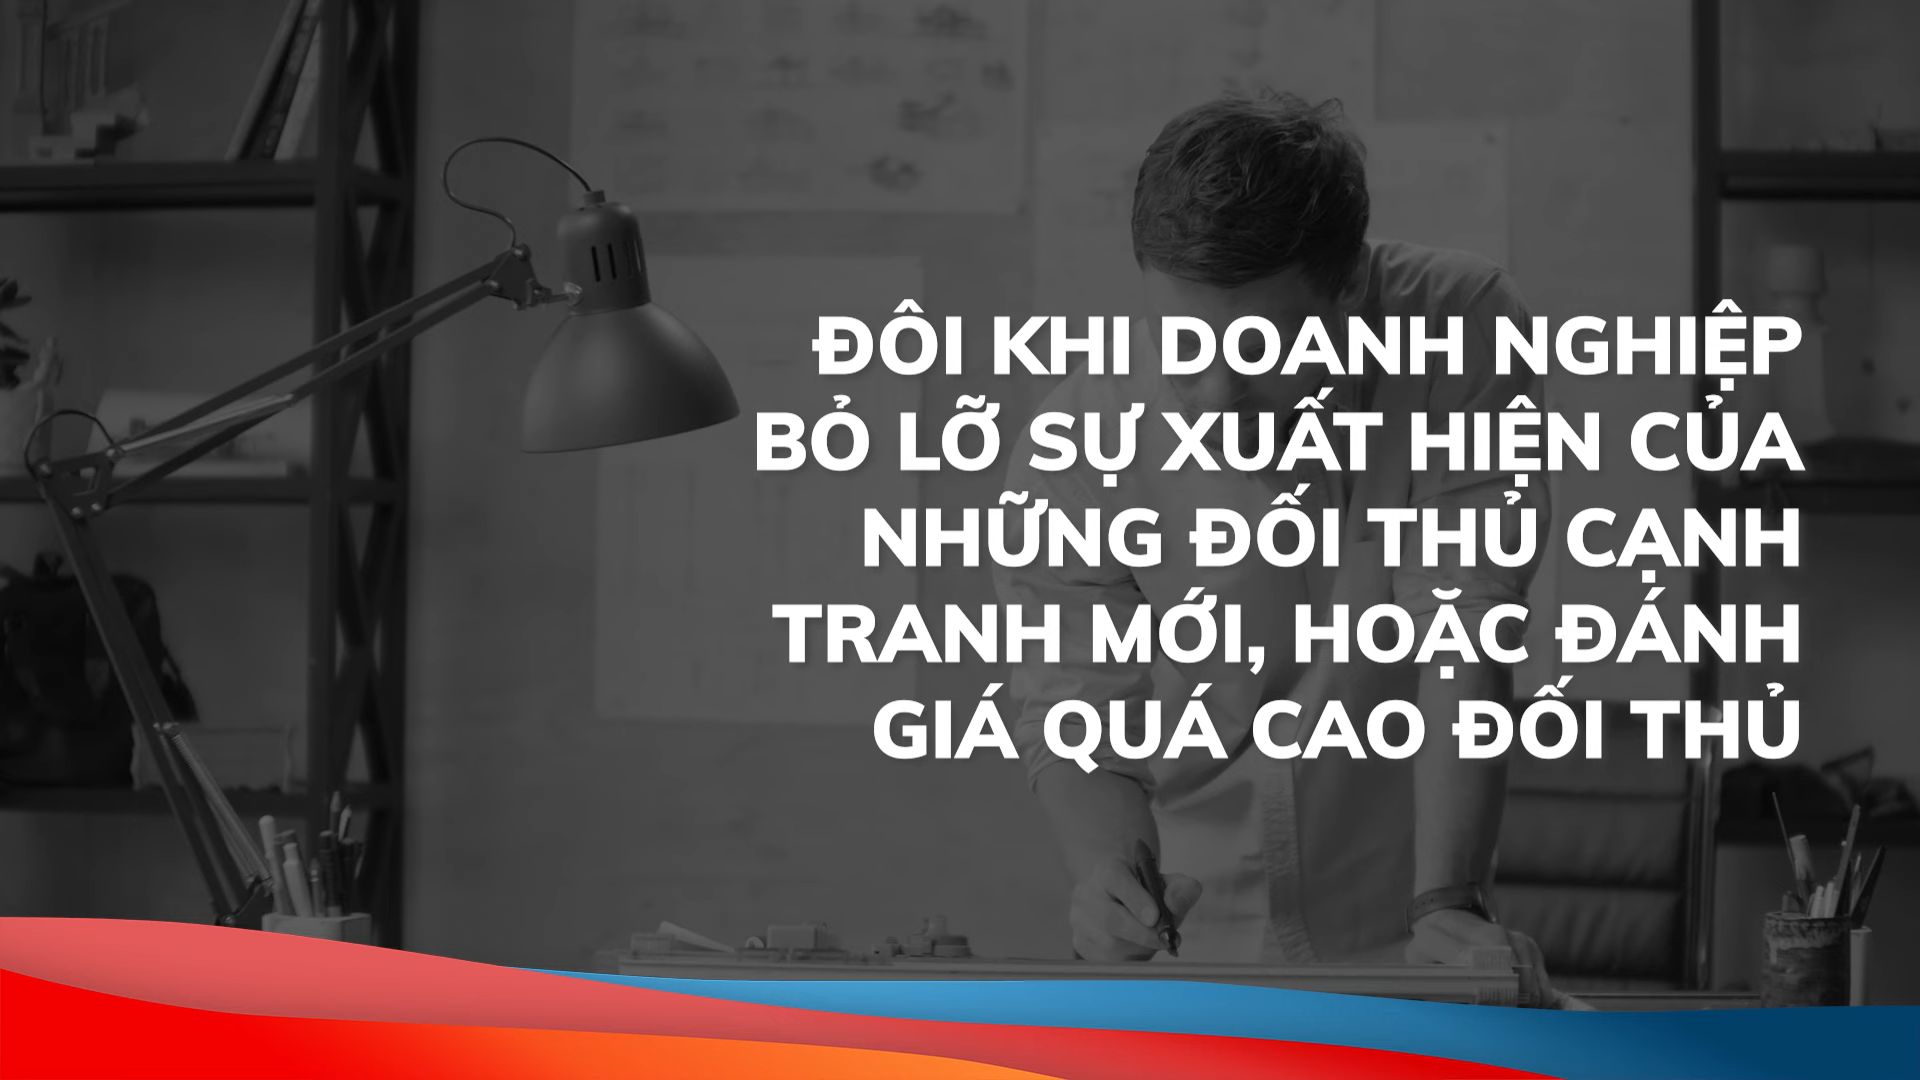 ĐÔI KHI DOANH NGHIỆP
BỎ LỠ SỰ XUẤT HIỆN CỦA
NHỮNG ĐỐI THỦ CẠNH
TRANH MỚI, HOẶC ĐÁNH
GIÁ QUÁ CAO ĐỐI THỦ